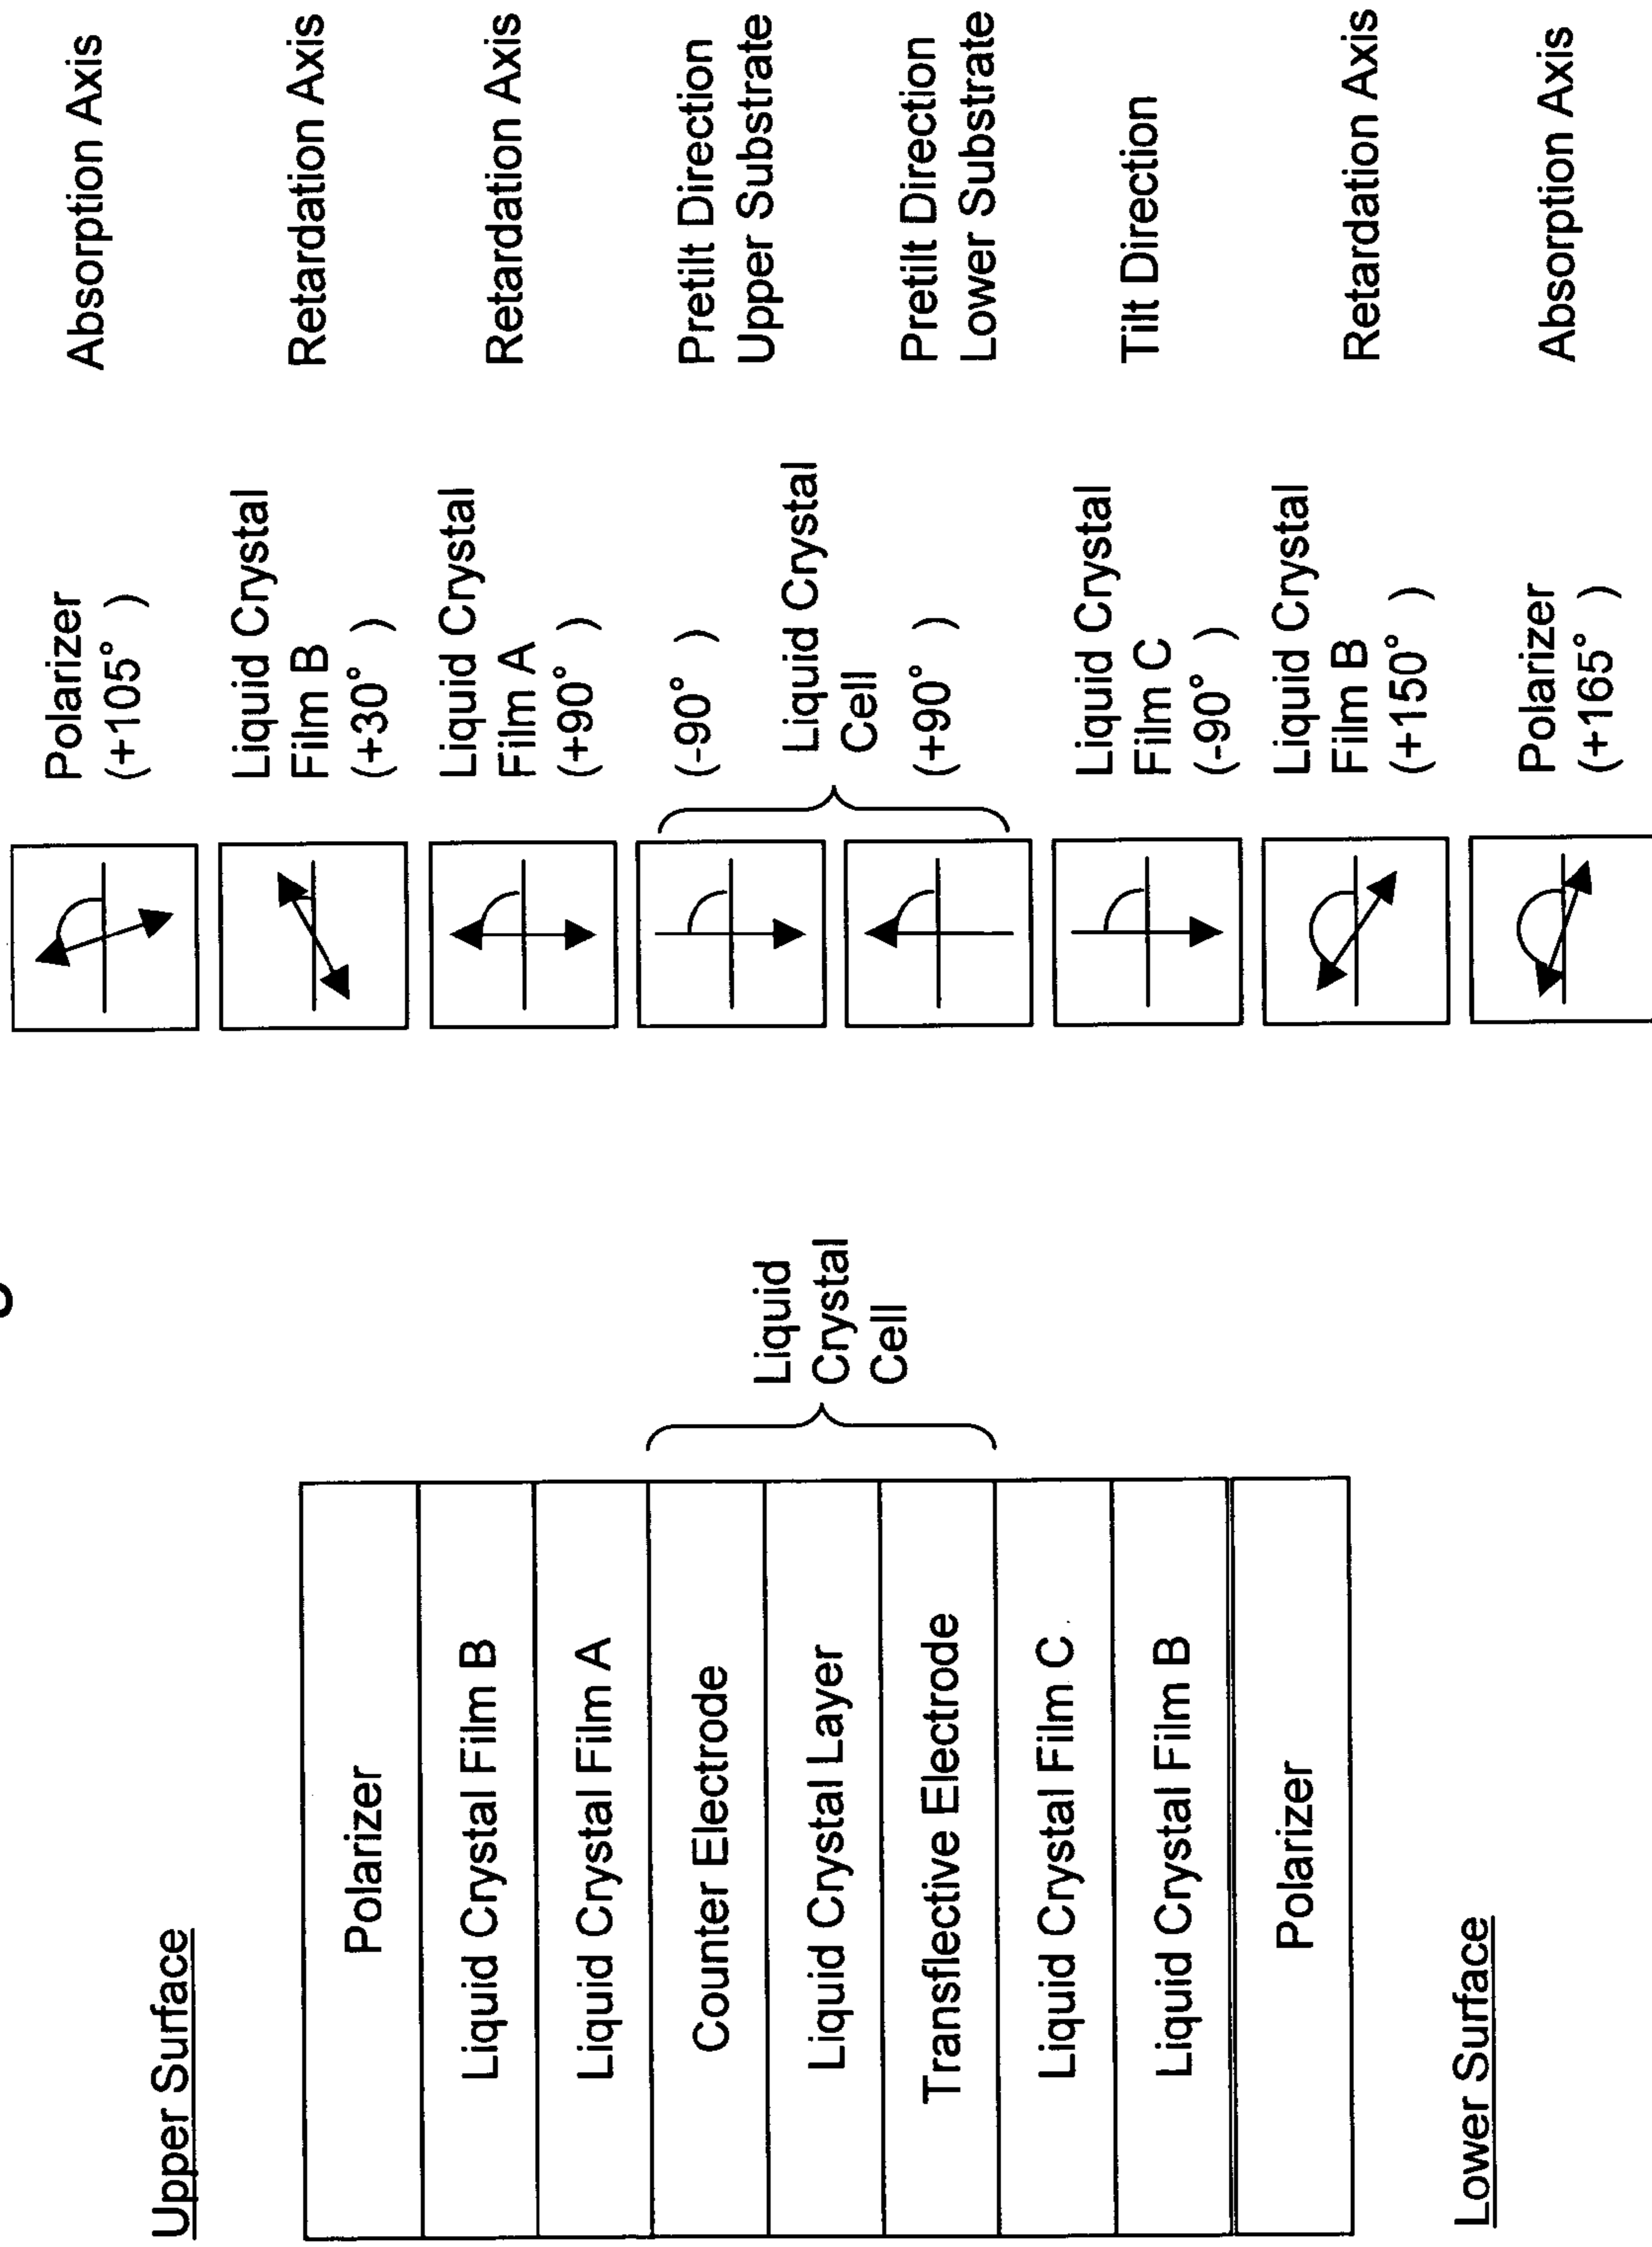 Upper Surface
Polarizer
Liquid Crystal Film B
Liquid Crystal Film A
Counter Electrode
Liquid Crystal Layer
Transflective Electrode
Liquid Crystal Film C
Liquid Crystal Film B
Polarizer
Lower Surface
Liquid
Crystal
Cell
Polarizer
(+105° )
Absorption Axis
Liquid Crystal
Film B
(+30° )
Retardation Axis
Liquid Crystal
Film A
(+90° )
Retardation Axis
(-90° )
Pretilt Direction
Upper Substrate
Liquid Crystal
Cell
(+90° )
Pretilt Direction
Lower Substrate
Liquid Crystal
Film C
(-90° )
Tilt Direction
Liquid Crystal
Film B
(+150° )
Retardation Axis
Polarizer
(+165° )
Absorption Axis